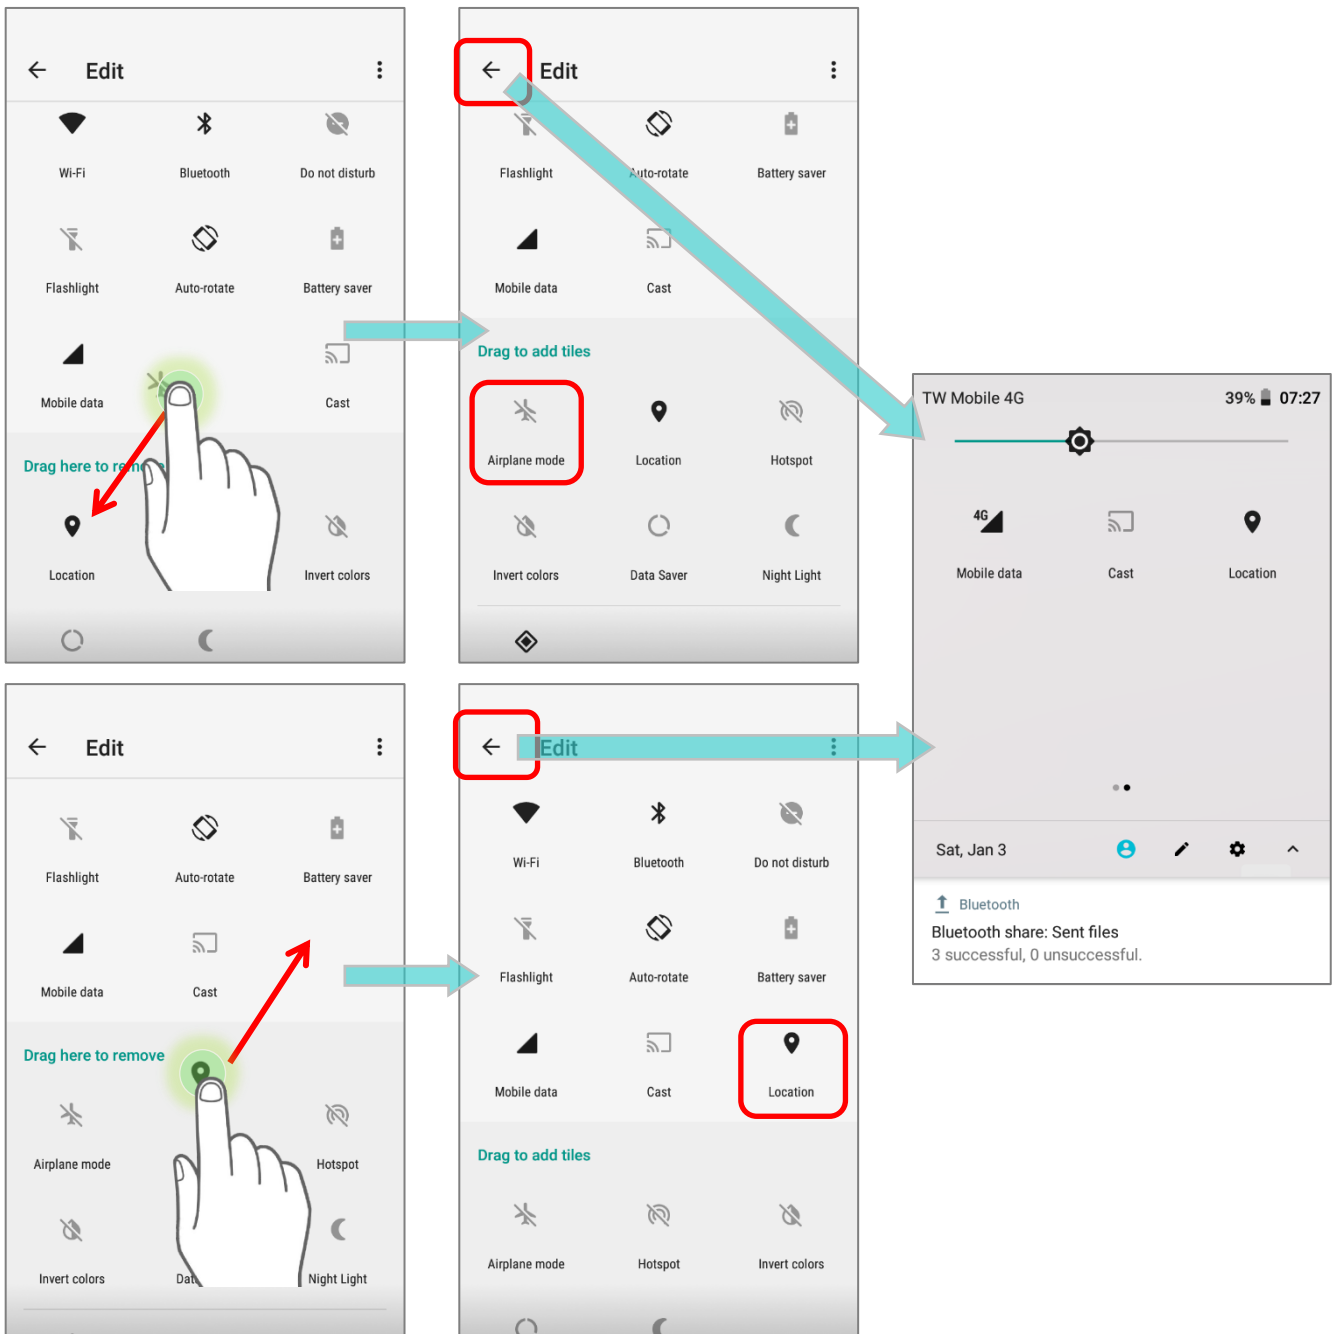 Edit
Wi-Fi Bluetooth Do not disturb
Flashlight Auto-rotate Battery saver
Mobile data Cast
Drag here to remove
Location Invert colors
Edit
Flashlight Auto-rotate Battery saver
Mobile data Cast
Drag to add tiles
Airplane mode Location Hotspot
Invert colors Data Saver Night Light
TW Mobile 4G 39% 07:27
4G
Mobile data Cast Location
Sat, Jan 3
Bluetooth
Bluetooth share: Sent files
3 successful, 0 unsuccessful.
Edit
Flashlight Auto-rotate Battery saver
Mobile data Cast
Drag here to remove
Airplane mode Hotspot
Invert colors Dat Night Light
Edit
Wi-Fi Bluetooth Do not disturb
Flashlight Auto-rotate Battery saver
Mobile data Cast Location
Drag to add tiles
Airplane mode Hotspot Invert colors